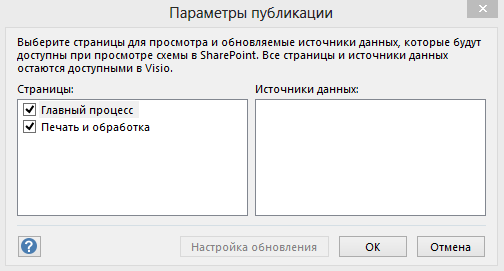 Параметры публикации
Выберите страницы для просмотра и обновляемые источники данных, которые будут
доступны при просмотре схемы в SharePoint. Все страницы и источники данных
остаются доступными в Visio.
Страницы:
Источники данных:
Главный процесс
Печать и обработка
?
Настройка обновления
ОК
Отмена